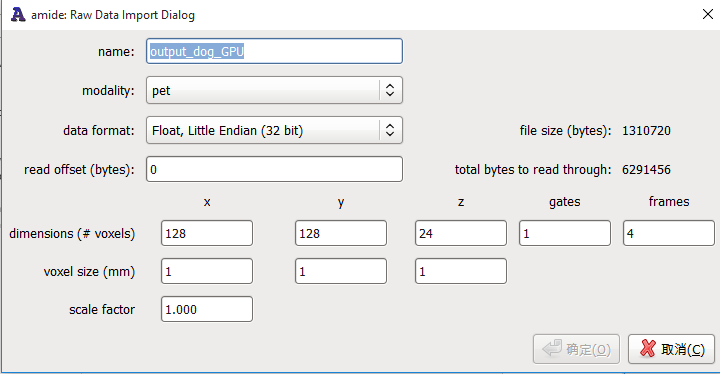 amide: Raw Data Import Dialog
name: output_dog_GPU
modality: pet
data format: Float, Little Endian (32 bit) file size (bytes): 1310720
read offset (bytes): 0 total bytes to read through: 6291456
x y z gates frames
dimensions (# voxels) 128 128 24 1 4
voxel size (mm) 1 1 1
scale factor 1.000
确定(O) 取消(C)